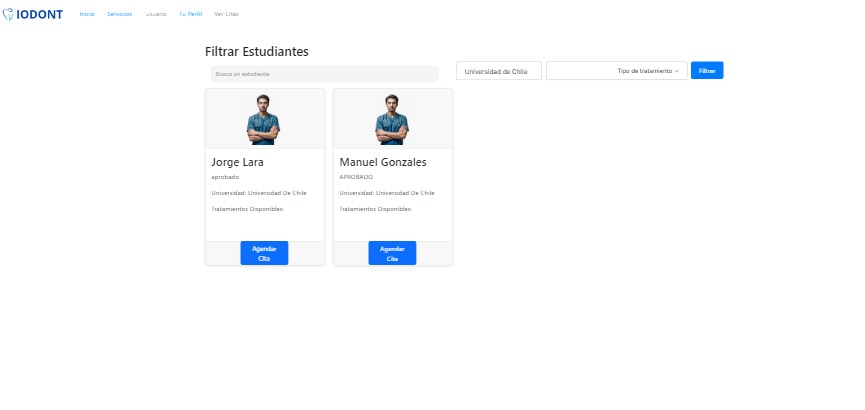 IODONT
Inicio Servicios usuario Tu Perfil Ver Citas
Filtrar Estudiantes
Busca un estudiante
Universidad de Chile
Tipo de tratamiento
Filtrar
Jorge Lara
aprobado
Universidad: Universidad De Chile
Tratamientos Disponibles:
Agendar
Cita
Manuel Gonzales
APROBADO
Universidad: Universidad De Chile
Tratamientos Disponibles:
Agendar
Cita